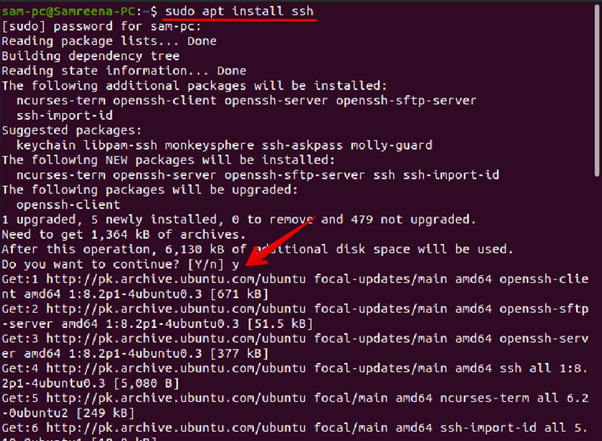 sam-pc@Samreena-PC:~$ sudo apt install ssh
[sudo] password for sam-pc:
Reading package lists... Done
Building dependency tree
Reading state information... Done
The following additional packages will be installed:
  ncurses-term openssh-client openssh-server openssh-sftp-server
  ssh-import-id
Suggested packages:
  keychain libpam-ssh monkeysphere ssh-askpass molly-guard
The following NEW packages will be installed:
  ncurses-term openssh-server openssh-sftp-server ssh ssh-import-id
The following packages will be upgraded:
  openssh-client
1 upgraded, 5 newly installed, 0 to remove and 479 not upgraded.
Need to get 1,364 kB of archives.
After this operation, 6,130 kB of additional disk space will be used.
Do you want to continue? [Y/n] y
Get:1 http://pk.archive.ubuntu.com/ubuntu focal-updates/main amd64 openssh-clie
nt amd64 1:8.2p1-4ubuntu0.3 [671 kB]
Get:2 http://pk.archive.ubuntu.com/ubuntu focal-updates/main amd64 openssh-sftp
-server amd64 1:8.2p1-4ubuntu0.3 [51.5 kB]
Get:3 http://pk.archive.ubuntu.com/ubuntu focal-updates/main amd64 openssh-serv
er amd64 1:8.2p1-4ubuntu0.3 [377 kB]
Get:4 http://pk.archive.ubuntu.com/ubuntu focal-updates/main amd64 ssh all 1:8.
2p1-4ubuntu0.3 [5,080 B]
Get:5 http://pk.archive.ubuntu.com/ubuntu focal/main amd64 ncurses-term all 6.2
-0ubuntu2 [249 kB]
Get:6 http://pk.archive.ubuntu.com/ubuntu focal/main amd64 ssh-import-id all 5.